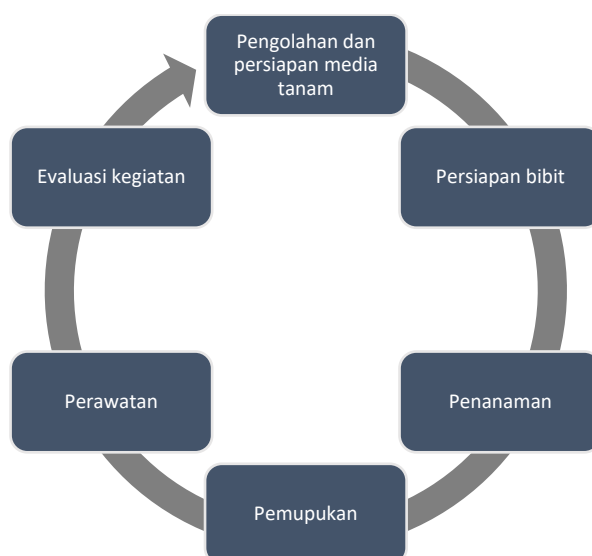 Pengolahan dan
persiapan media
tanam
Persiapan bibit
Penanaman
Pemupukan
Perawatan
Evaluasi kegiatan